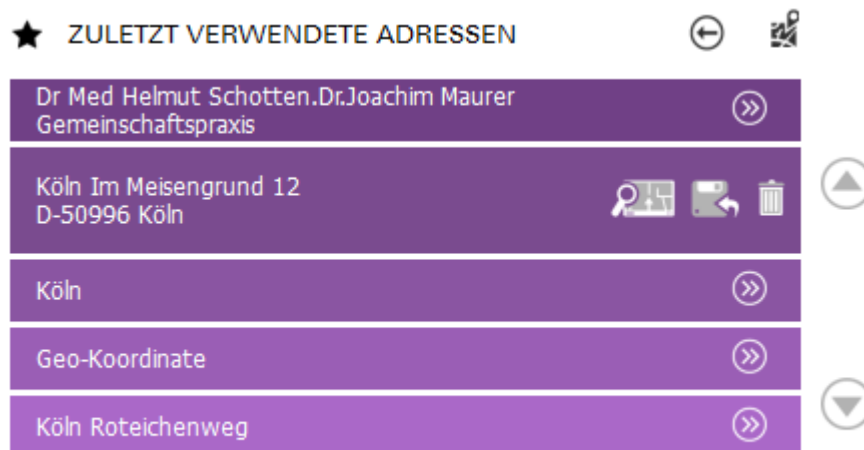 ZULETZT VERWENDETE ADRESSEN
Dr Med Helmut Schotten.Dr.Joachim Maurer
Gemeinschaftspraxis
Köln Im Meisengrund 12
D-50996 Köln
Köln
Geo-Koordinate
Köln Roteichenweg